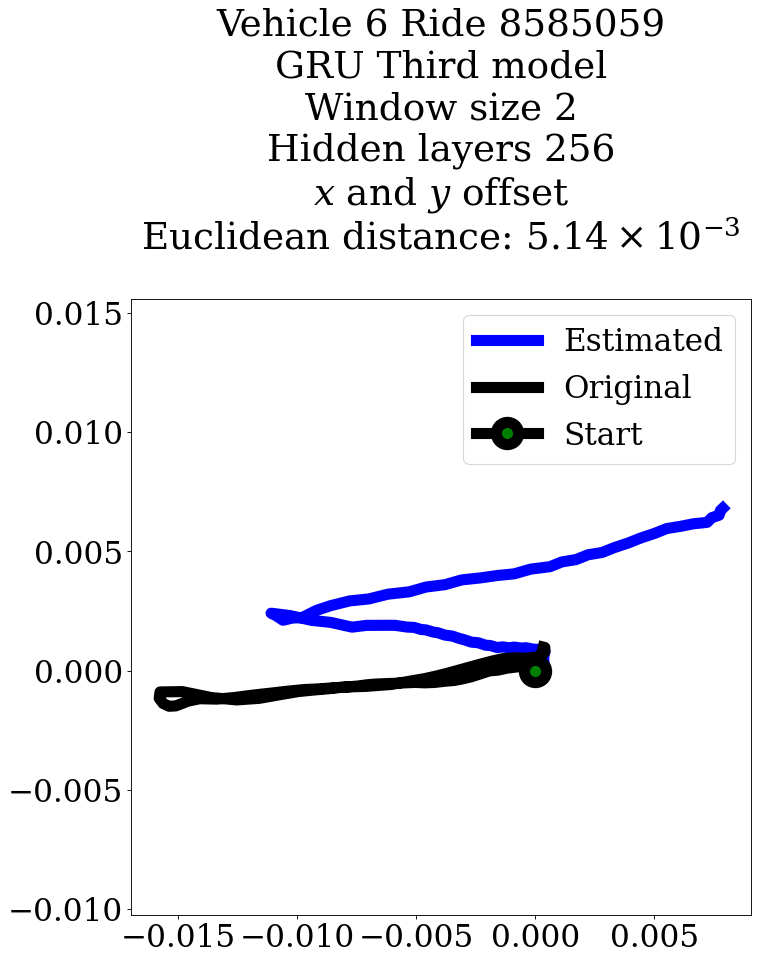 Vehicle 6 Ride 8585059
GRU Third model
Window size 2
Hidden layers 256
x and y offset
Euclidean distance: 5.14 × 10⁻³
0.015
0.010
0.005
0.000
−0.005
−0.010
Estimated
Original
Start
−0.015 −0.010 −0.005 0.000 0.005